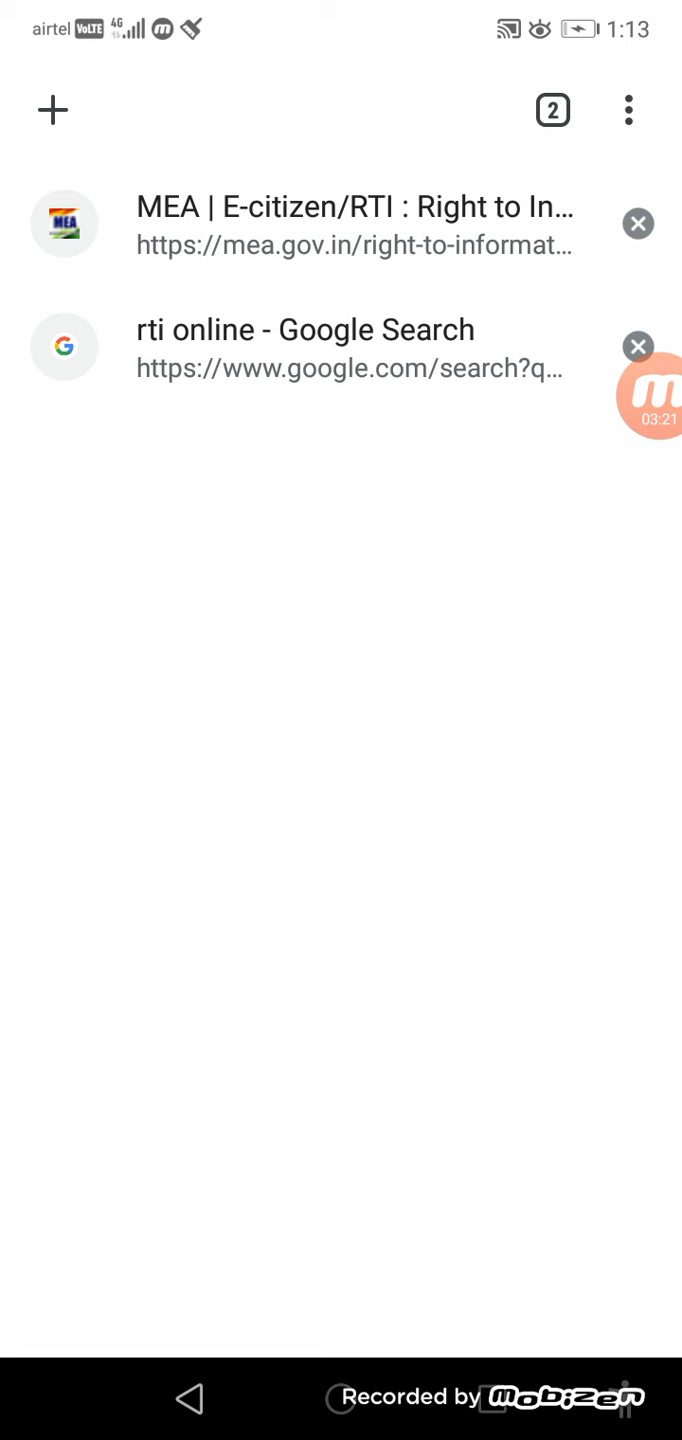 airtel VoLTE 4G m 1:13
2
MEA | E-citizen/RTI : Right to In...
MEA
https://mea.gov.in/right-to-informat...
rti online - Google Search
G
https://www.google.com/search?q...
m
03:21
Recorded by Mobizen